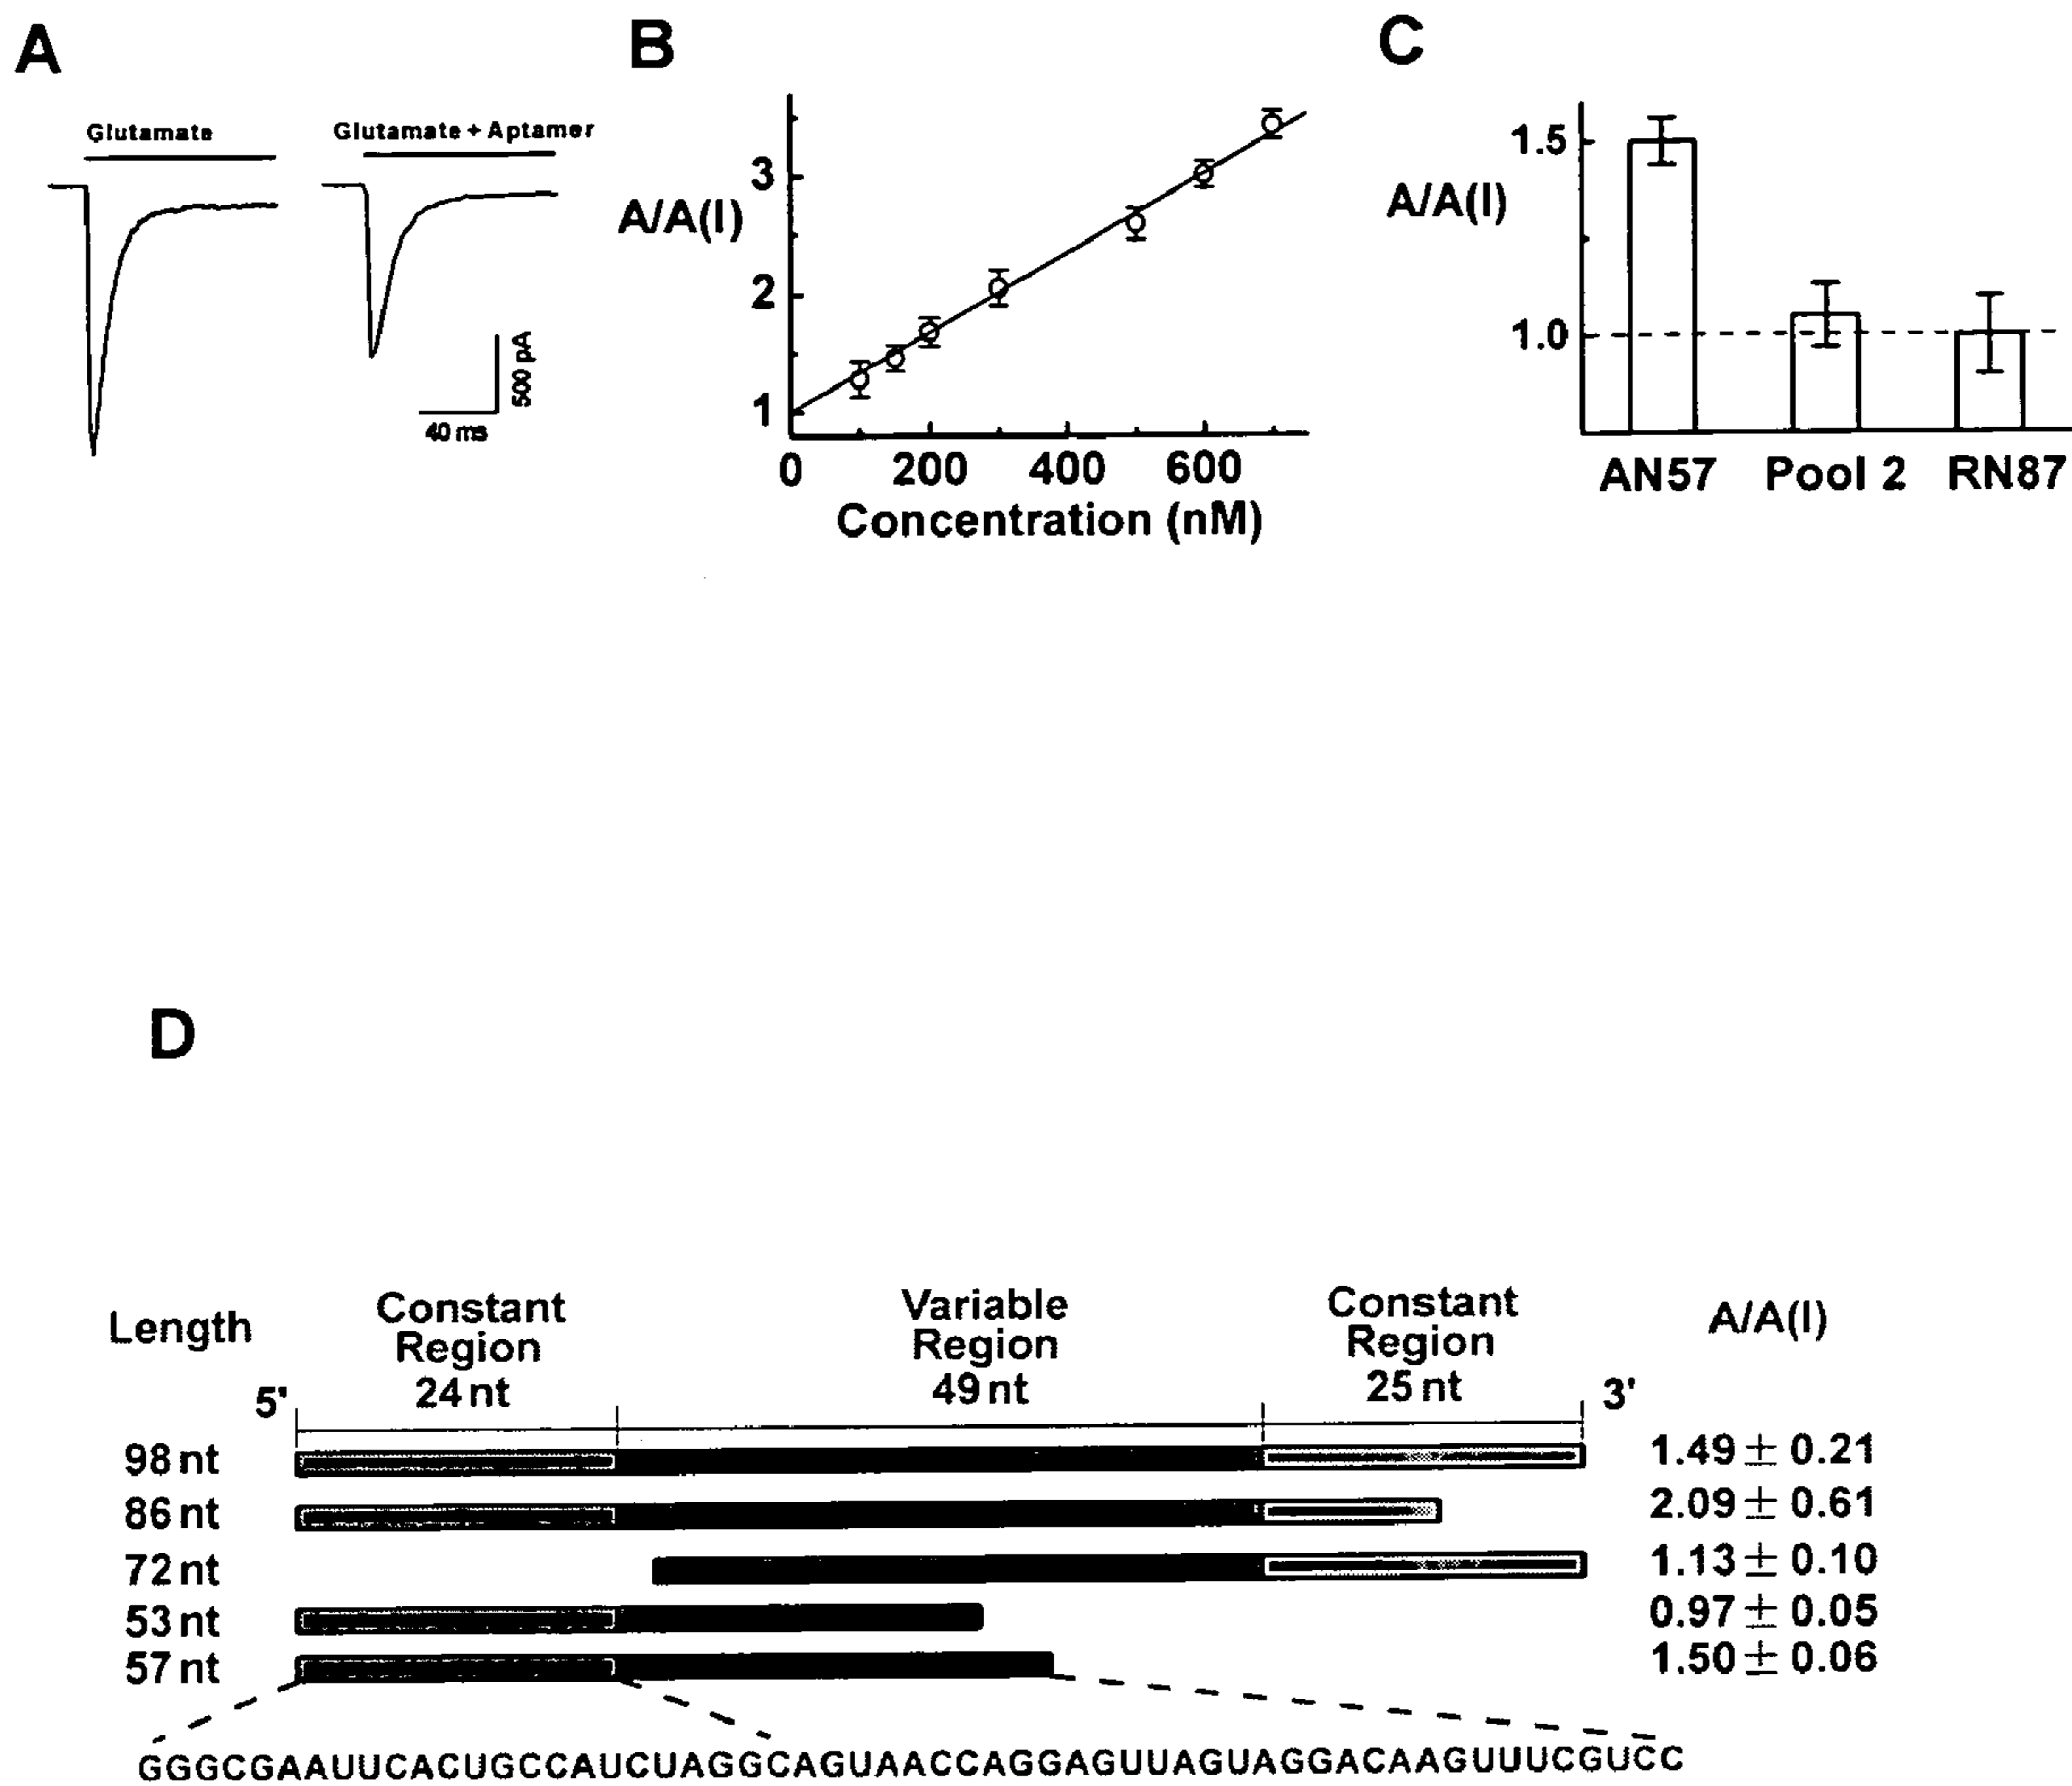 A
Glutamate
Glutamate + Aptamer
500 pA
40 ms
B
3
A/A(I)
2
1
0 200 400 600
Concentration (nM)
C
1.5
A/A(I)
1.0
AN57 Pool 2 RN87
D
Length
Constant
Region
24 nt
Variable
Region
49 nt
Constant
Region
25 nt
A/A(I)
5' 3'
98 nt 1.49 ± 0.21
86 nt 2.09 ± 0.61
72 nt 1.13 ± 0.10
53 nt 0.97 ± 0.05
57 nt 1.50 ± 0.06
GGGCGAAUUCACUGCCAUCUAGGCAGUAACCAGGAGUUAGUAGGACAAGUUUCGUCC